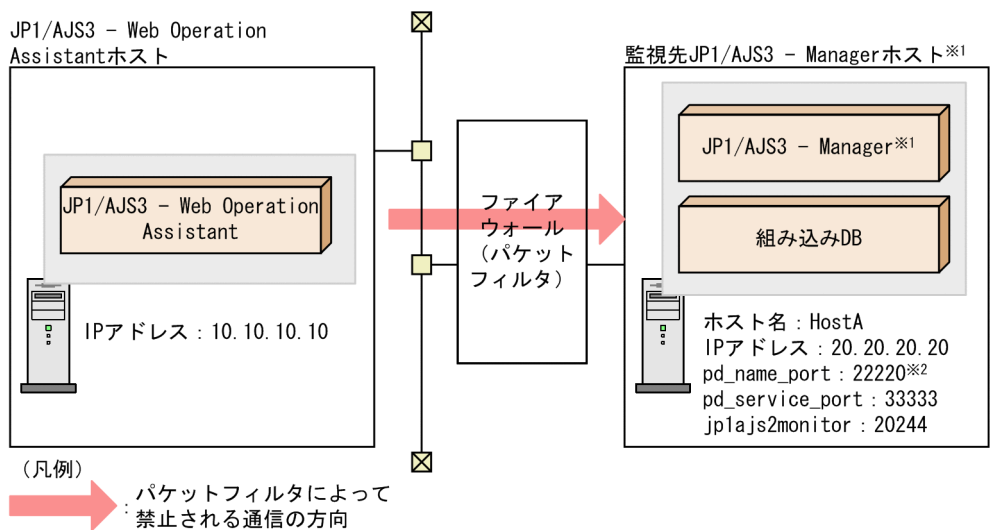 JP1/AJS3 - Web Operation
Assistantホスト
JP1/AJS3 - Web Operation
Assistant
IPアドレス：10.10.10.10
ファイア
ウォール
（パケット
フィルタ）
監視先JP1/AJS3 - Managerホスト※1
JP1/AJS3 - Manager※1
組み込みDB
ホスト名：HostA
IPアドレス：20.20.20.20
pd_name_port：22220※2
pd_service_port：33333
jp1ajs2monitor：20244
（凡例）
：パケットフィルタによって
禁止される通信の方向